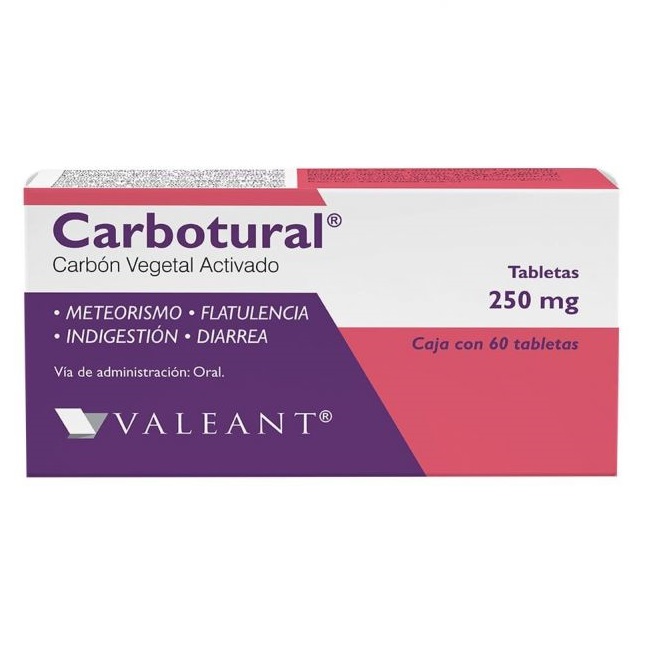 Carbotural®
Carbón Vegetal Activado
• METEORISMO • FLATULENCIA
• INDIGESTIÓN • DIARREA
Vía de administración: Oral.
VALEANT®
Tabletas
250 mg
Caja con 60 tabletas